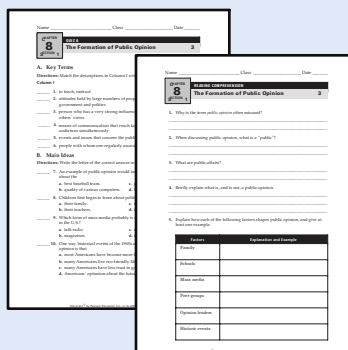 Name Class Date
CHAPTER
8
SECTION 1
QUIZ A
The Formation of Public Opinion 3
A. Key Terms
Directions: Match the descriptions in Column I
Column I
1. to teach; instruct
2. attitudes held by large numbers of peo
government and politics
3. person who has a very strong influence
others' views
4. means of communication that reach la
audiences simultaneously
5. events and issues that concern the publ
6. people with whom one regularly associ
B. Main Ideas
Directions: Write the letter of the correct answer in
7. An example of public opinion would in
about the
a. best baseball team.
b. quality of various computers.
8. Children first begin to learn about poli
a. their family.
b. their teachers.
9. Which form of mass media probably
in the U.S.?
a. talk radio.
b. magazines.
10. One way historical events of the 1960s
opinion is that
a. most Americans have become more
b. many Americans live eco-friendly li
c. many Americans have less trust in g
d. Americans' optimism about the futu
Name Class Date
CHAPTER
8
SECTION 1
READING COMPREHENSION
The Formation of Public Opinion 3
1. Why is the term public opinion often misused?
2. When discussing public opinion, what is a "public"?
3. What are public affairs?
4. Briefly explain what is, and is not, a public opinion.
5. Explain how each of the following factors shapes public opinion, and give at
least one example.
Factors Explanation and Example
Family
Schools
Mass media
Peer groups
Opinion leaders
Historic events